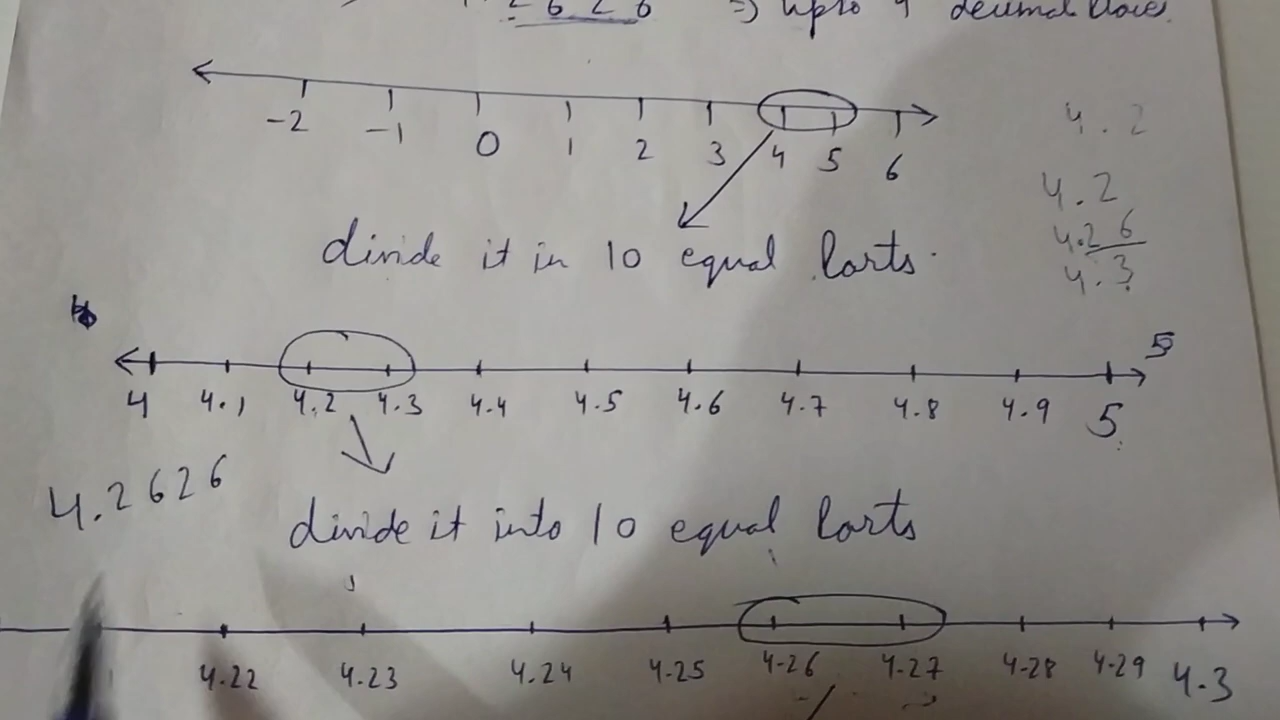 2626 => upto 4 decimal
-2 -1 0 1 2 3 4 5 6
4.2
4.2
4.26
4.3
divide it in 10 equal parts.
5
4 4.1 4.2 4.3 4.4 4.5 4.6 4.7 4.8 4.9 5
4.2626
divide it into 10 equal parts
4.22 4.23 4.24 4.25 4.26 4.27 4.28 4.29 4.3